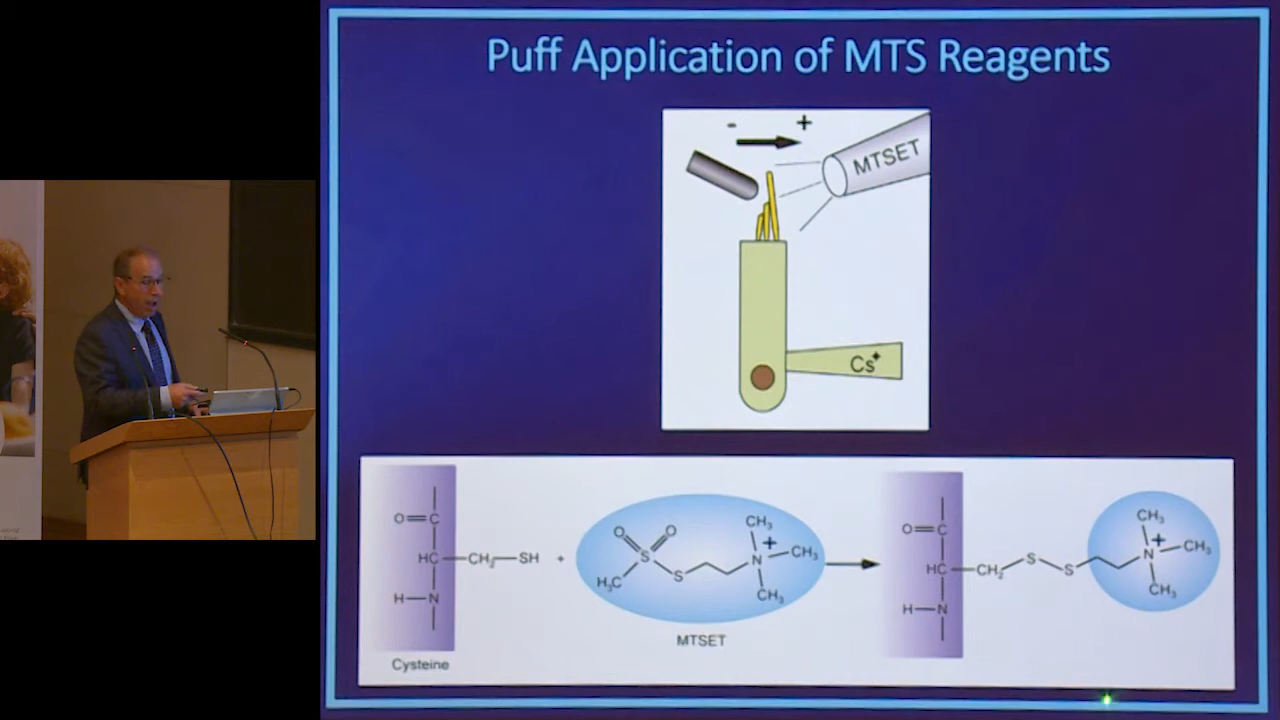 Puff Application of MTS Reagents
- +
MTSET
Cs+
O=C
HC-CH2-SH
H-N
Cysteine
+
O O
S
H3C S
CH3
N + CH3
CH3
MTSET
O=C
HC-CH2-S-S
H-N
CH3
N + CH3
CH3